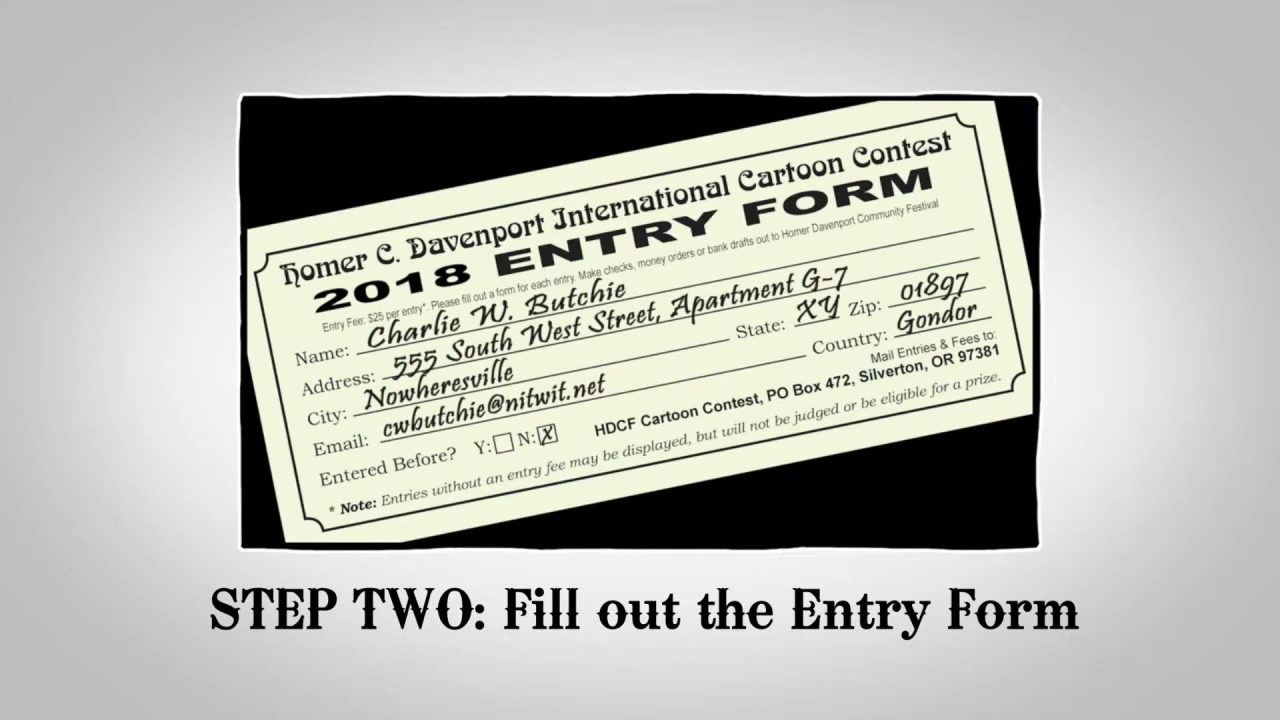 Homer C. Davenport International Cartoon Contest
2018 ENTRY FORM
Entry Fee: $25 per entry*. Please fill out a form for each entry. Make checks, money orders or bank drafts out to Homer Davenport Community Festival
Name: Charlie W. Butchie
Address: 555 South West Street, Apartment G-7
City: Nowheresville State: XY Zip: 01897
Email: cwbutchie@nitwit.net Country: Gondor
Entered Before? Y: N: X
Mail Entries & Fees to:
HDCF Cartoon Contest, PO Box 472, Silverton, OR 97381
* Note: Entries without an entry fee may be displayed, but will not be judged or be eligible for a prize.
STEP TWO: Fill out the Entry Form